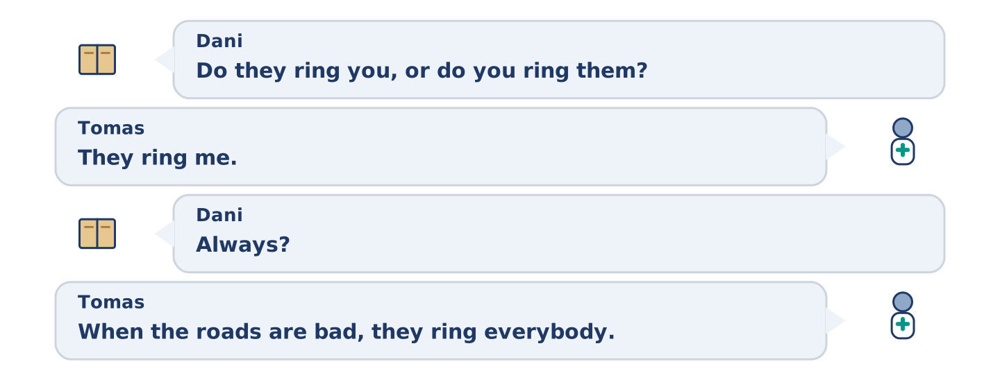 Dani
Do they ring you, or do you ring them?
Tomas
They ring me.
Dani
Always?
Tomas
When the roads are bad, they ring everybody.